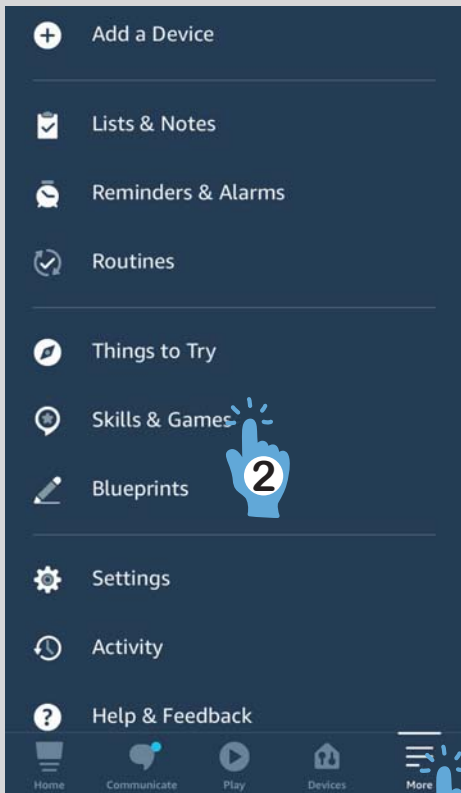 Add a Device
Lists & Notes
Reminders & Alarms
Routines
Things to Try
Skills & Games
2
Blueprints
Settings
Activity
? Help & Feedback
Home Communicate Play Devices More